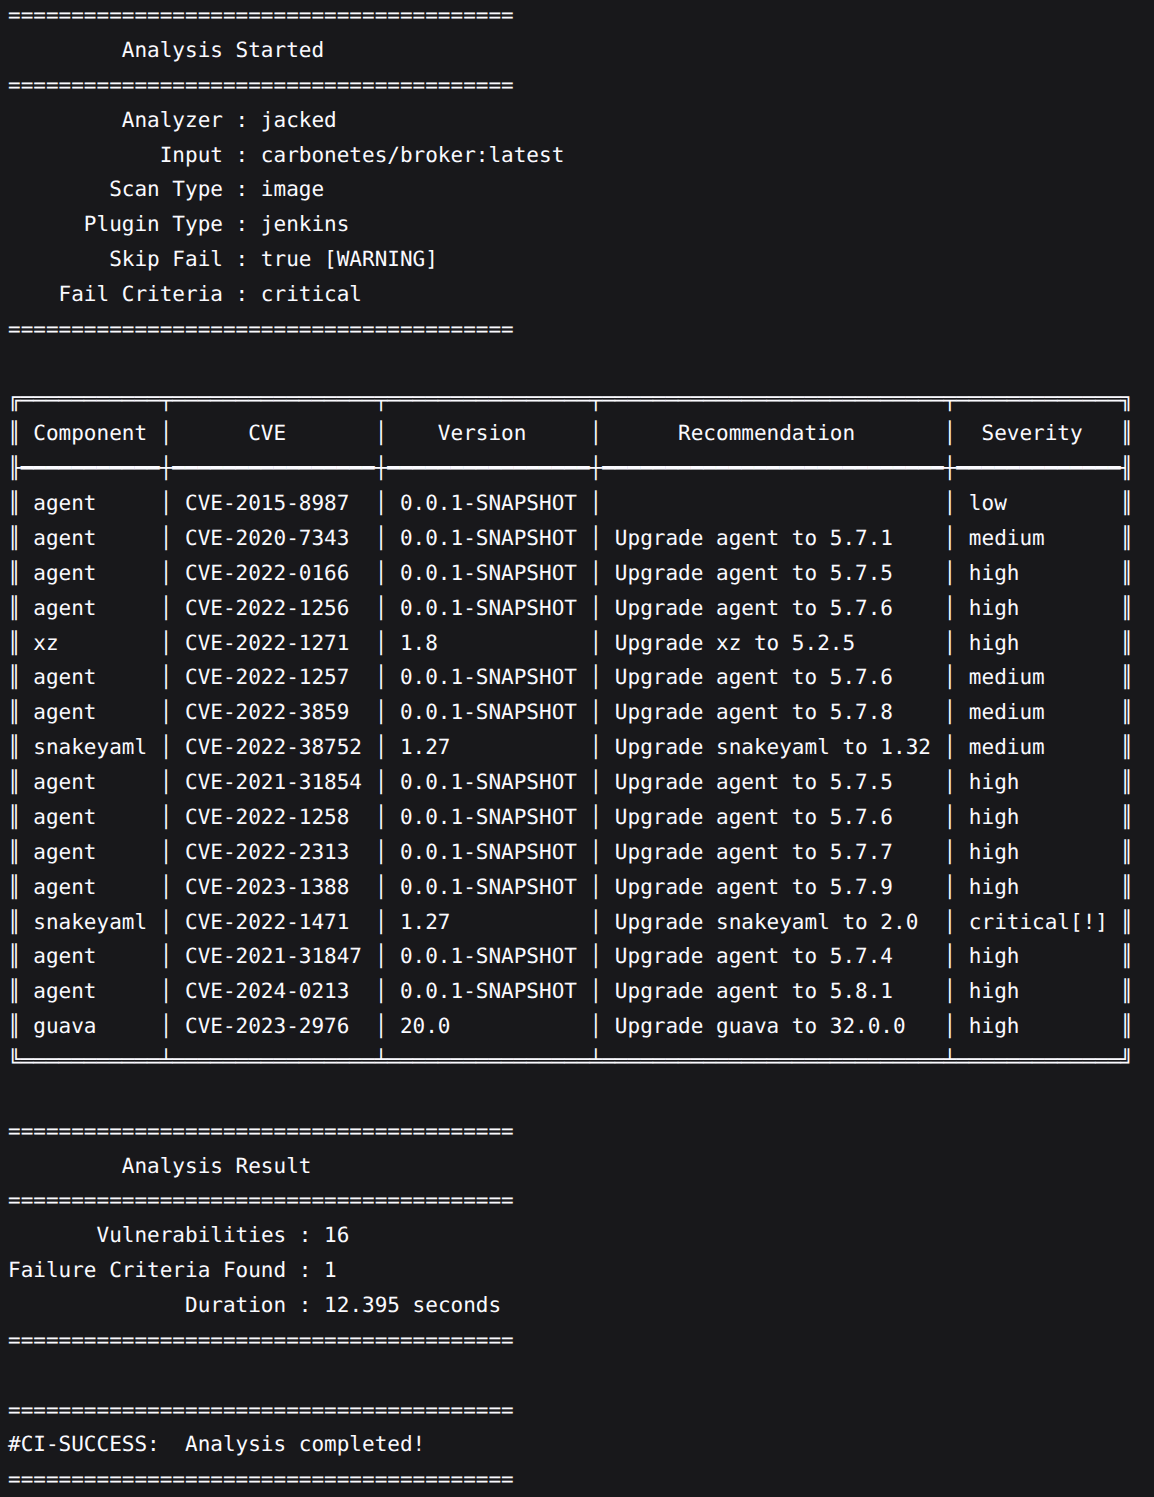 ========================================
         Analysis Started
========================================
         Analyzer : jacked
            Input : carbonetes/broker:latest
        Scan Type : image
      Plugin Type : jenkins
        Skip Fail : true [WARNING]
    Fail Criteria : critical
========================================
║ Component │      CVE       │    Version     │      Recommendation       │  Severity   ║
║ agent     │ CVE-2015-8987  │ 0.0.1-SNAPSHOT │                           │ low         ║
║ agent     │ CVE-2020-7343  │ 0.0.1-SNAPSHOT │ Upgrade agent to 5.7.1    │ medium      ║
║ agent     │ CVE-2022-0166  │ 0.0.1-SNAPSHOT │ Upgrade agent to 5.7.5    │ high        ║
║ agent     │ CVE-2022-1256  │ 0.0.1-SNAPSHOT │ Upgrade agent to 5.7.6    │ high        ║
║ xz        │ CVE-2022-1271  │ 1.8            │ Upgrade xz to 5.2.5       │ high        ║
║ agent     │ CVE-2022-1257  │ 0.0.1-SNAPSHOT │ Upgrade agent to 5.7.6    │ medium      ║
║ agent     │ CVE-2022-3859  │ 0.0.1-SNAPSHOT │ Upgrade agent to 5.7.8    │ medium      ║
║ snakeyaml │ CVE-2022-38752 │ 1.27           │ Upgrade snakeyaml to 1.32 │ medium      ║
║ agent     │ CVE-2021-31854 │ 0.0.1-SNAPSHOT │ Upgrade agent to 5.7.5    │ high        ║
║ agent     │ CVE-2022-1258  │ 0.0.1-SNAPSHOT │ Upgrade agent to 5.7.6    │ high        ║
║ agent     │ CVE-2022-2313  │ 0.0.1-SNAPSHOT │ Upgrade agent to 5.7.7    │ high        ║
║ agent     │ CVE-2023-1388  │ 0.0.1-SNAPSHOT │ Upgrade agent to 5.7.9    │ high        ║
║ snakeyaml │ CVE-2022-1471  │ 1.27           │ Upgrade snakeyaml to 2.0  │ critical[!] ║
║ agent     │ CVE-2021-31847 │ 0.0.1-SNAPSHOT │ Upgrade agent to 5.7.4    │ high        ║
║ agent     │ CVE-2024-0213  │ 0.0.1-SNAPSHOT │ Upgrade agent to 5.8.1    │ high        ║
║ guava     │ CVE-2023-2976  │ 20.0           │ Upgrade guava to 32.0.0   │ high        ║
========================================
         Analysis Result
========================================
       Vulnerabilities : 16
Failure Criteria Found : 1
              Duration : 12.395 seconds
========================================
========================================
#CI-SUCCESS:  Analysis completed!
========================================